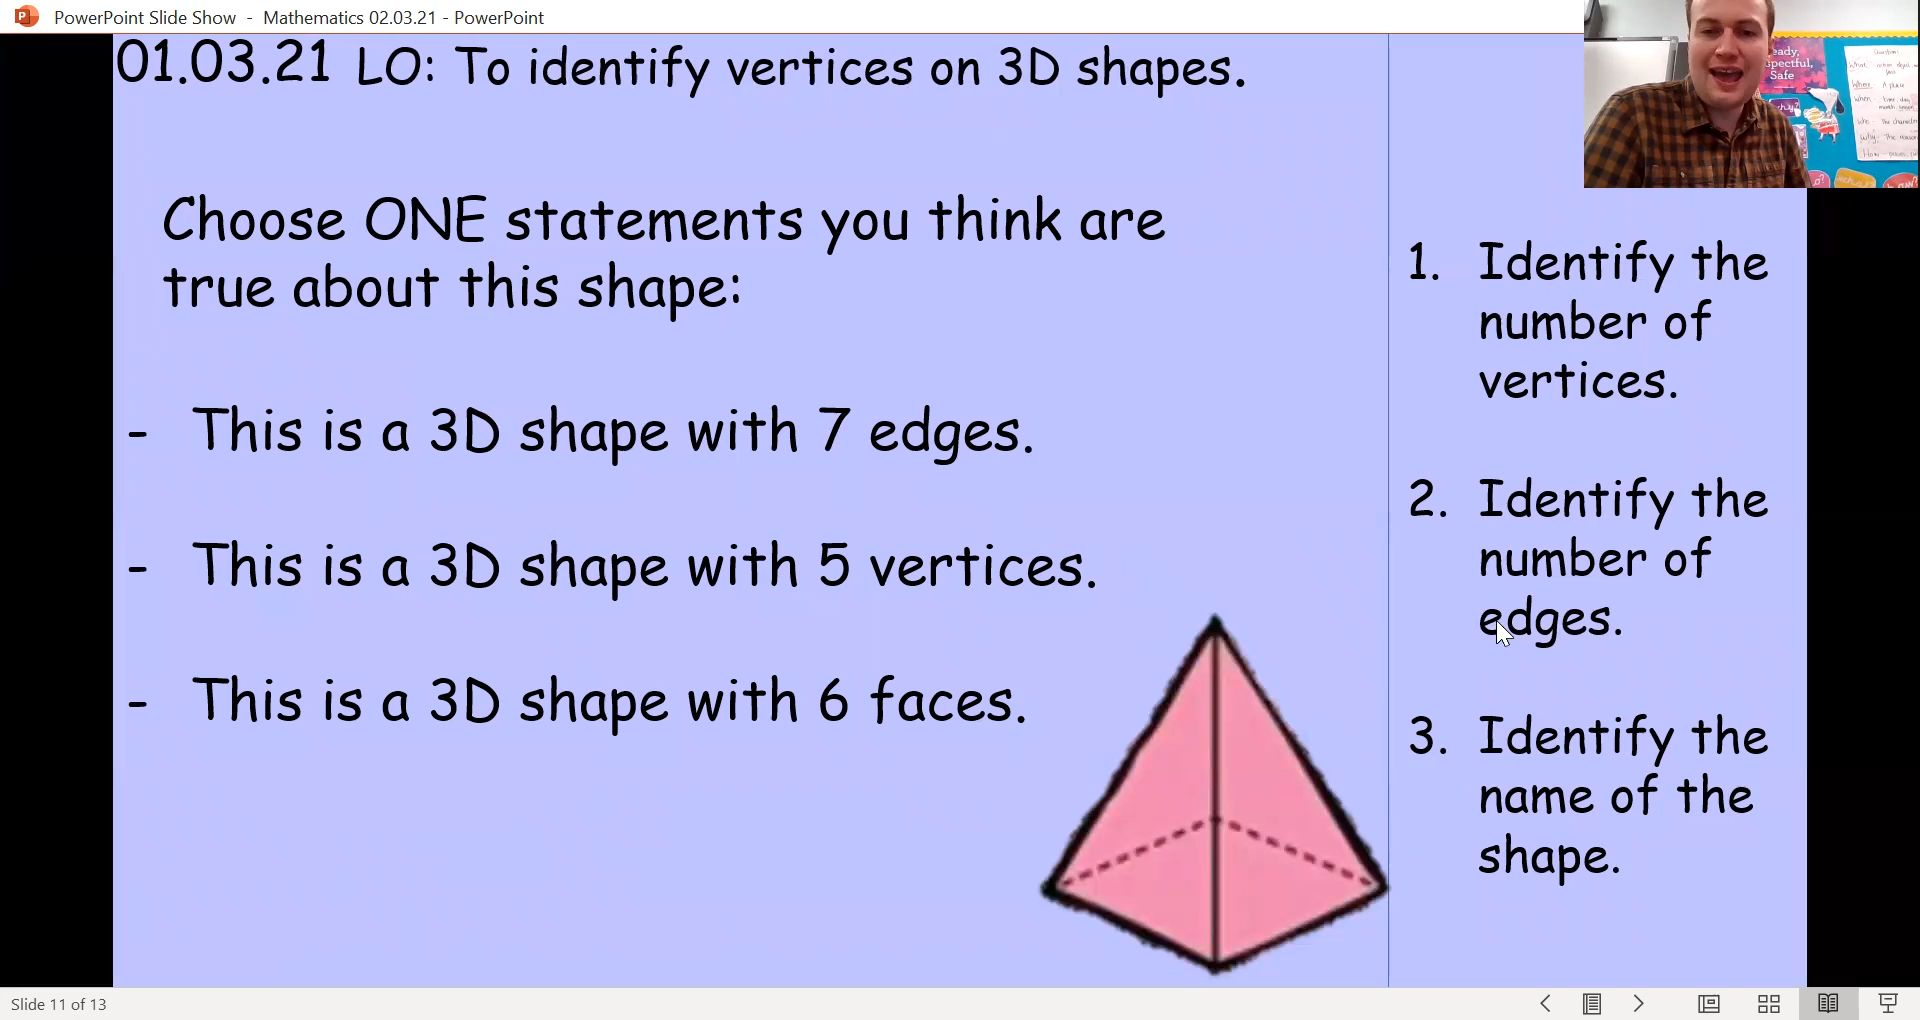 PowerPoint Slide Show - Mathematics 02.03.21 - PowerPoint
01.03.21 LO: To identify vertices on 3D shapes.
Choose ONE statements you think are
true about this shape:
- This is a 3D shape with 7 edges.
- This is a 3D shape with 5 vertices.
- This is a 3D shape with 6 faces.
1. Identify the
number of
vertices.
2. Identify the
number of
edges.
3. Identify the
name of the
shape.
eady,
spectful,
Safe
Slide 11 of 13